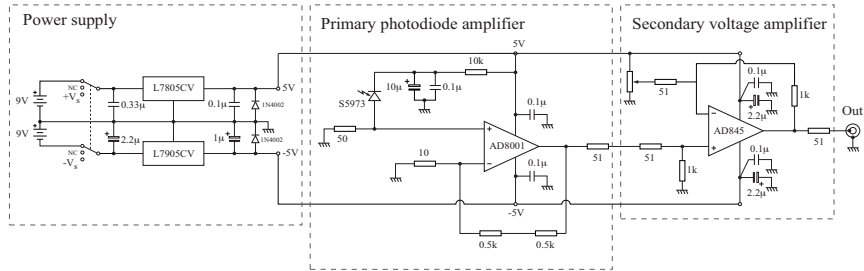 Power supply
Primary photodiode amplifier
Secondary voltage amplifier
5V
10k
NC
L7805CV
5V
S5973
10μ
0.1μ
51
0.1μ
9V
+Vs
0.33μ
0.1μ
1N4002
0.1μ
2.2μ
1k
Out
9V
2.2μ
1μ
1N4002
50
AD8001
AD845
NC
L7905CV
-5V
10
0.1μ
51
51
0.1μ
51
-Vs
1k
2.2μ
-5V
0.5k
0.5k